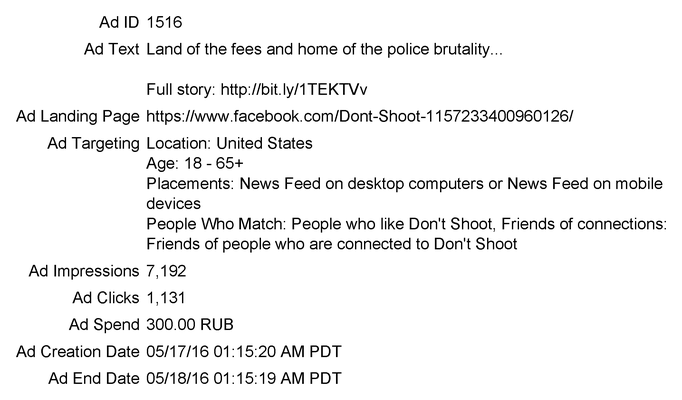 Ad ID 1516
Ad Text Land of the fees and home of the police brutality...
Full story: http://bit.ly/1TEKTVv
Ad Landing Page https://www.facebook.com/Dont-Shoot-1157233400960126/
Ad Targeting Location: United States
Age: 18 - 65+
Placements: News Feed on desktop computers or News Feed on mobile
devices
People Who Match: People who like Don't Shoot, Friends of connections:
Friends of people who are connected to Don't Shoot
Ad Impressions 7,192
Ad Clicks 1,131
Ad Spend 300.00 RUB
Ad Creation Date 05/17/16 01:15:20 AM PDT
Ad End Date 05/18/16 01:15:19 AM PDT